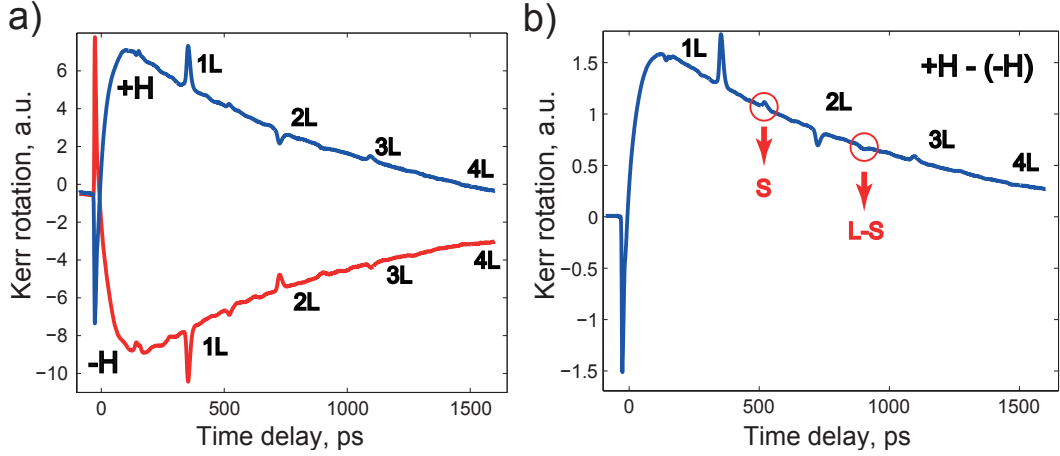 a)
Kerr rotation, a.u.
6
4
2
0
−2
−4
−6
−8
−10
+H
-H
1L
2L
3L
4L
1L
2L
3L
4L
0
500
1000
1500
Time delay, ps
b)
Kerr rotation, a.u.
1.5
1
0.5
0
−0.5
−1
−1.5
+H - (-H)
1L
2L
3L
4L
S
L-S
0
500
1000
1500
Time delay, ps